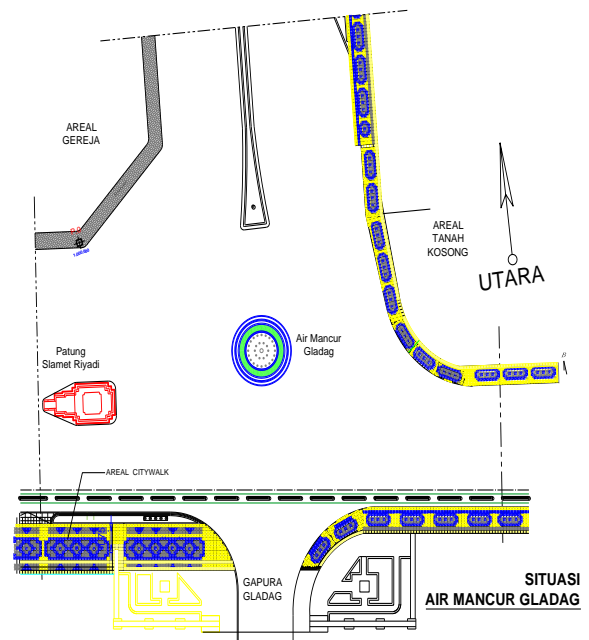 AREAL
GEREJA
AREAL
TANAH
KOSONG
UTARA
Air Mancur
Gladag
Patung
Slamet Riyadi
AREAL CITYWALK
GAPURA
GLADAG
SITUASI
AIR MANCUR GLADAG